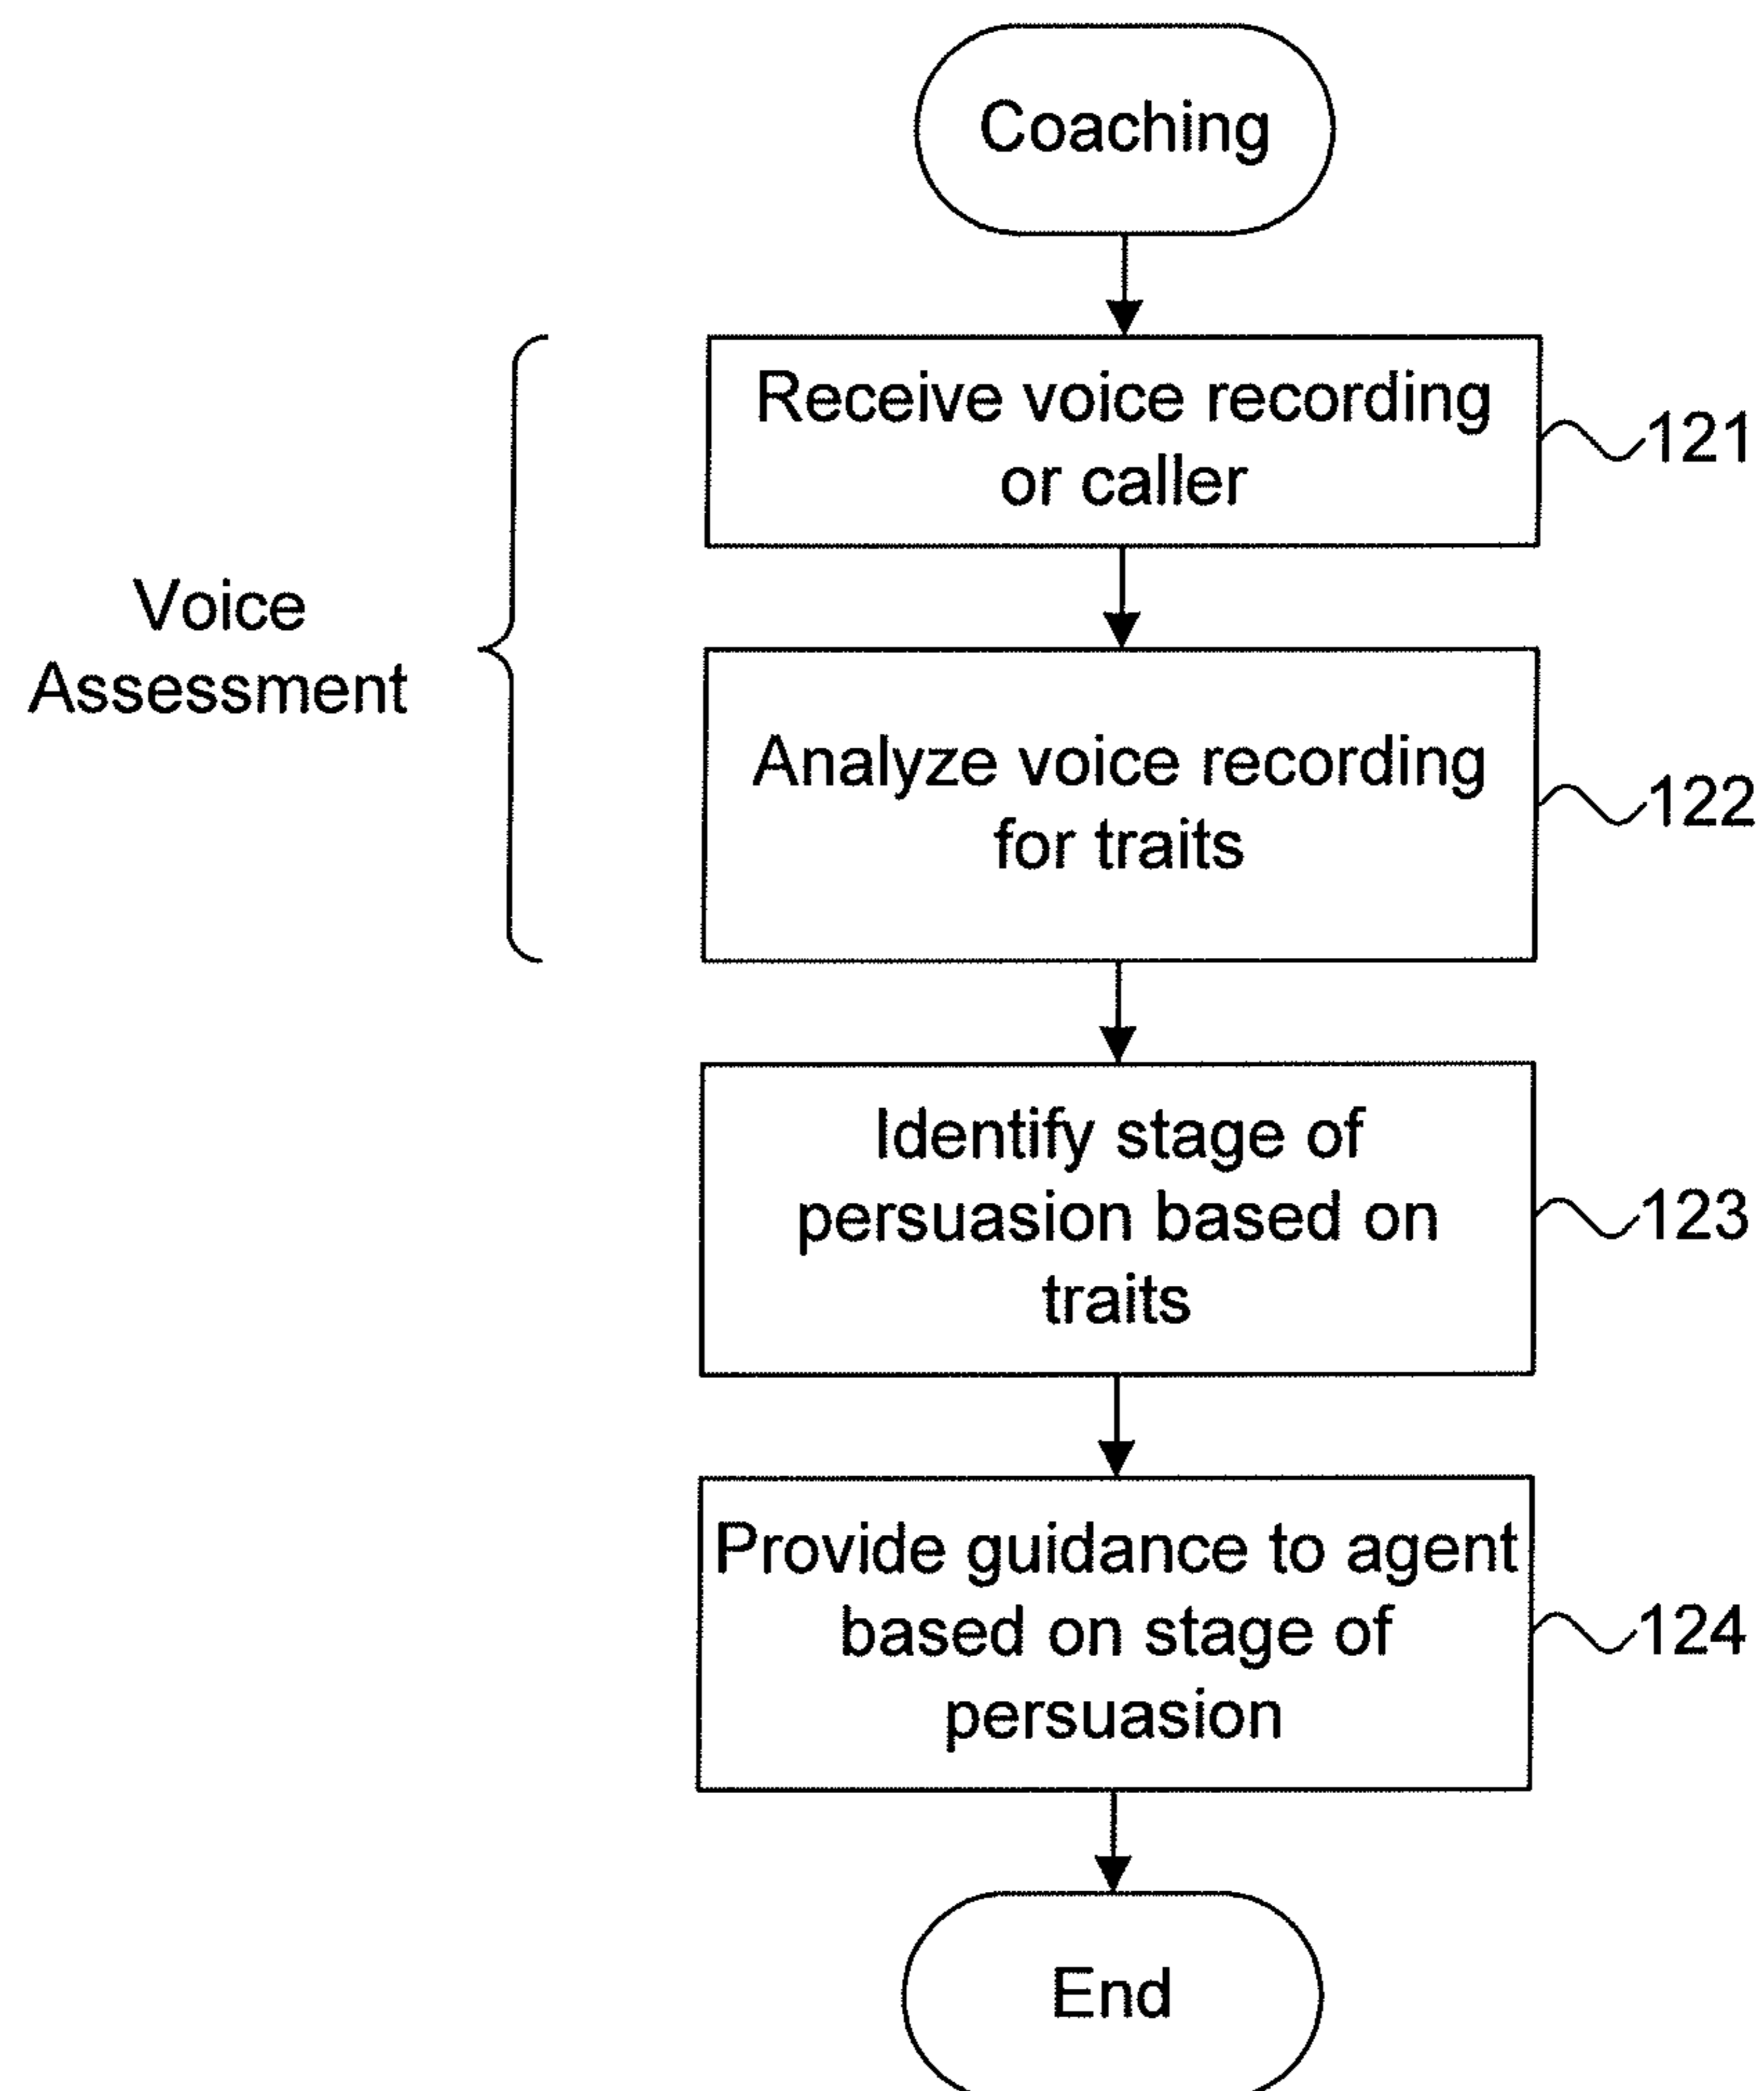 Coaching
Receive voice recording
or caller
121
Voice
Assessment
Analyze voice recording
for traits
122
Identify stage of
persuasion based on
traits
123
Provide guidance to agent
based on stage of
persuasion
124
End